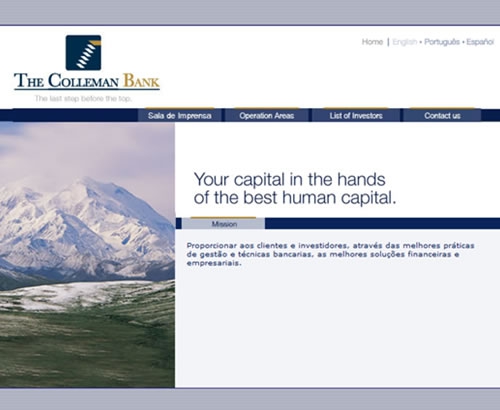 Home | English • Português • Español
THE COLLEMAN BANK
The last step before the top.
Sala de Imprensa Operation Areas List of Investors Contact us
Your capital in the hands
of the best human capital.
Mission
Proporcionar aos clientes e investidores, através das melhores práticas
de gestão e técnicas bancarias, as melhores soluções financeiras e
empresariais.